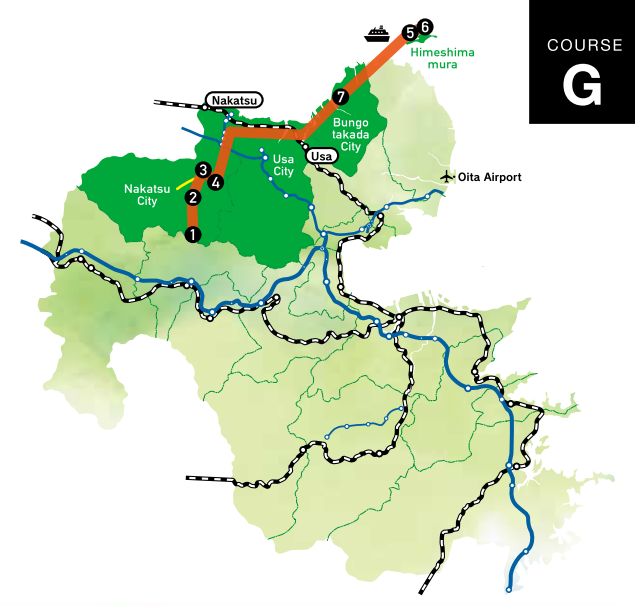 COURSE
G
5
6
Himeshima
mura
7
Nakatsu
Bungo
takada
City
Usa
Usa
City
Oita Airport
3
4
Nakatsu
City
2
1